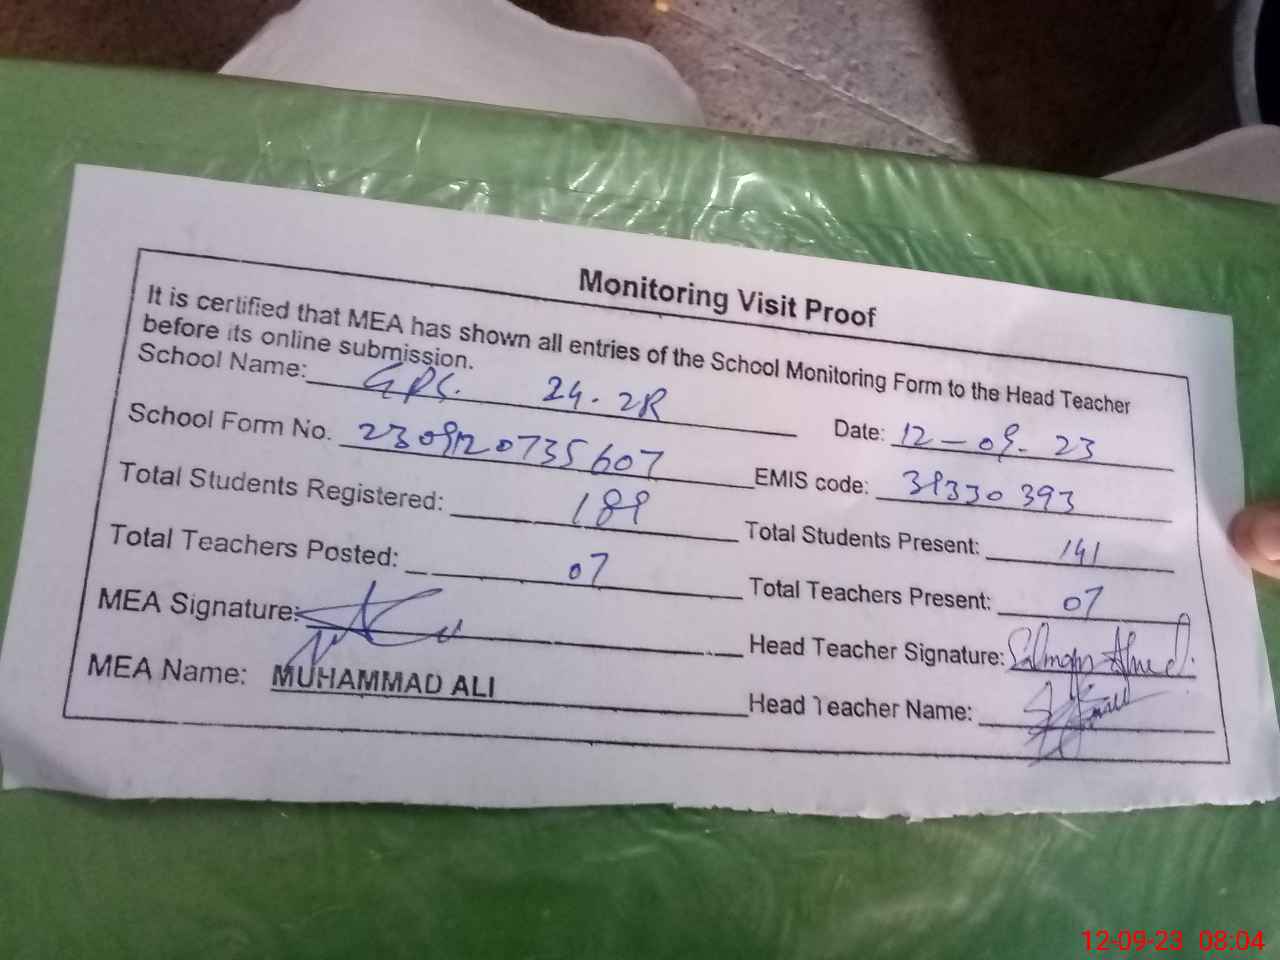 Monitoring Visit Proof
It is certified that MEA has shown all entries of the School Monitoring Form to the Head Teacher
before its online submission.
School Name: GPS. 24-2R Date: 12-09-23
School Form No. 2309120735607 EMIS code: 39330393
Total Students Registered: 189 Total Students Present: 141
Total Teachers Posted: 07 Total Teachers Present: 07
MEA Signature: Head Teacher Signature: Salman Ahmed
MEA Name: MUHAMMAD ALI Head Teacher Name:
12-09-23 08:04